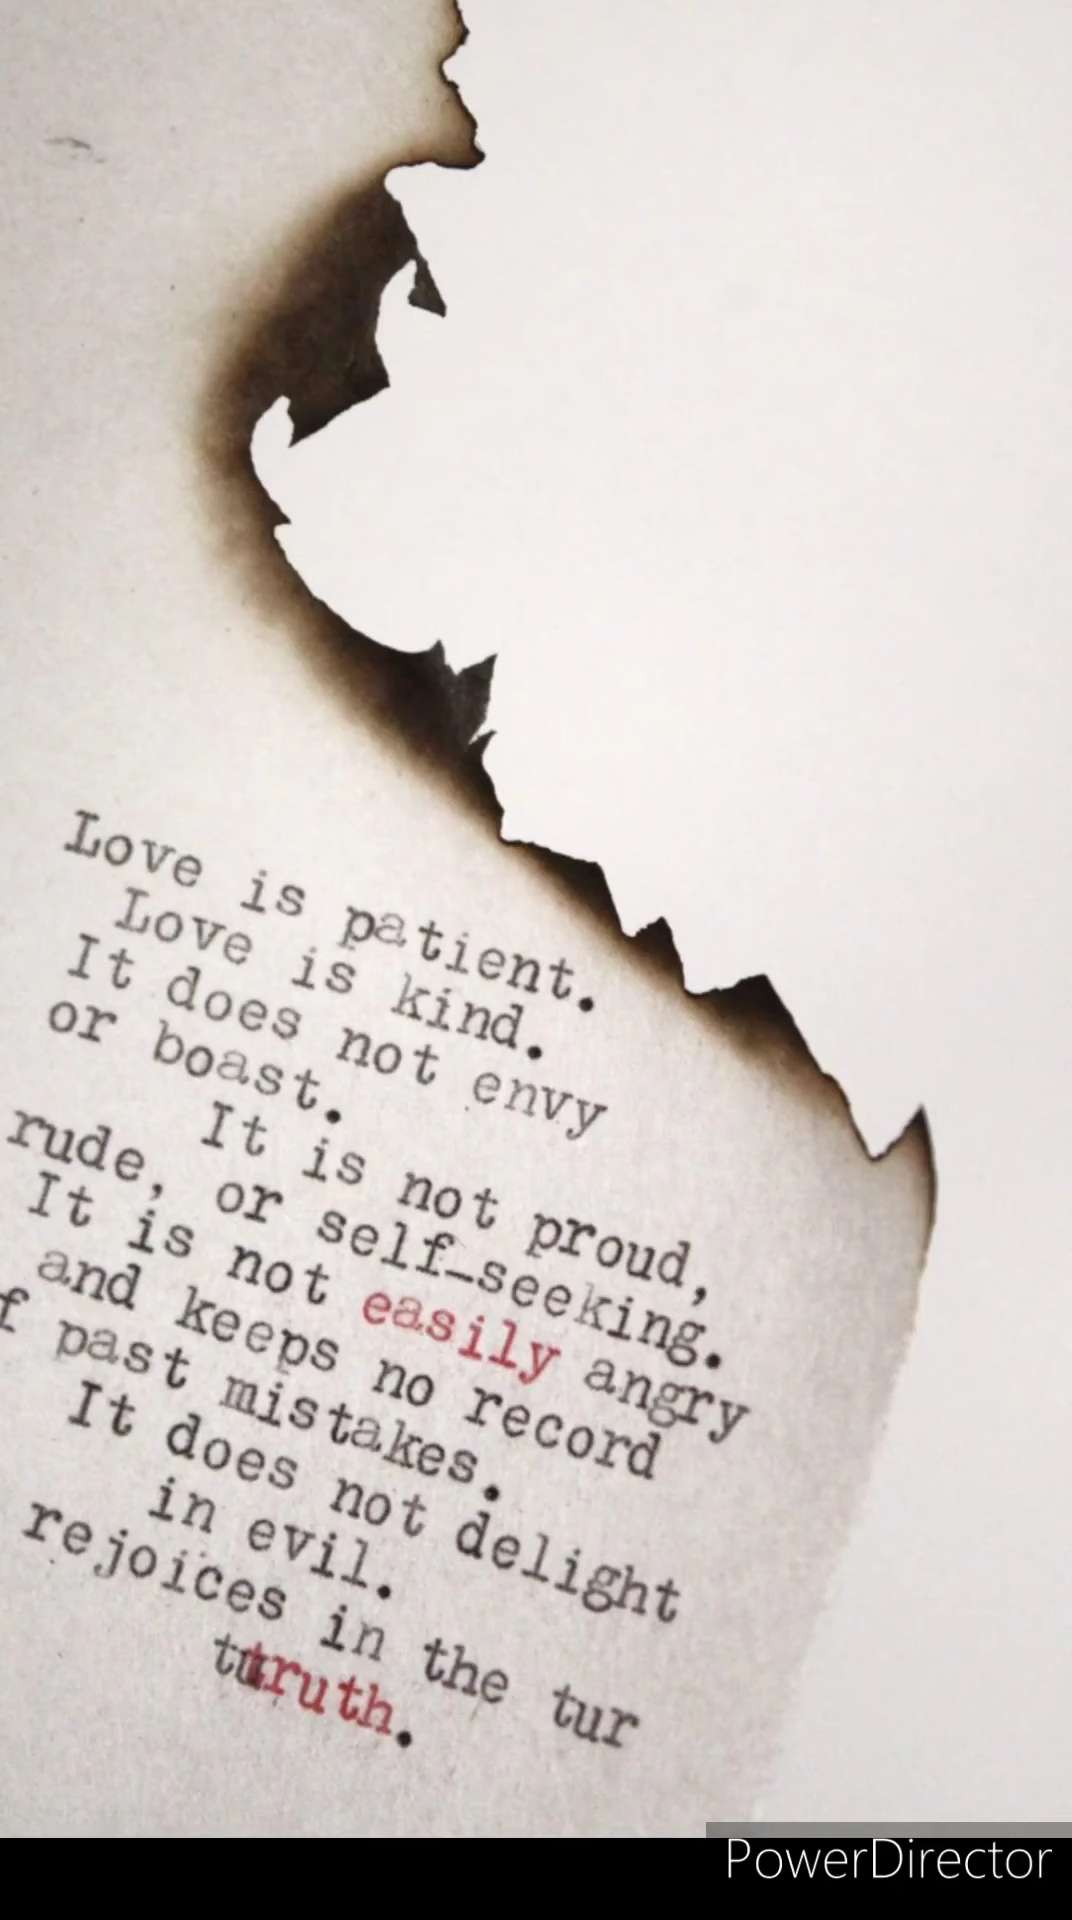 Love is patient.
Love is kind.
It does not envy
or boast.
It is not proud,
rude, or self-seeking.
It is not easily angry
and keeps no record
f past mistakes.
It does not delight
in evil.
rejoices in the tur
truth.
PowerDirector